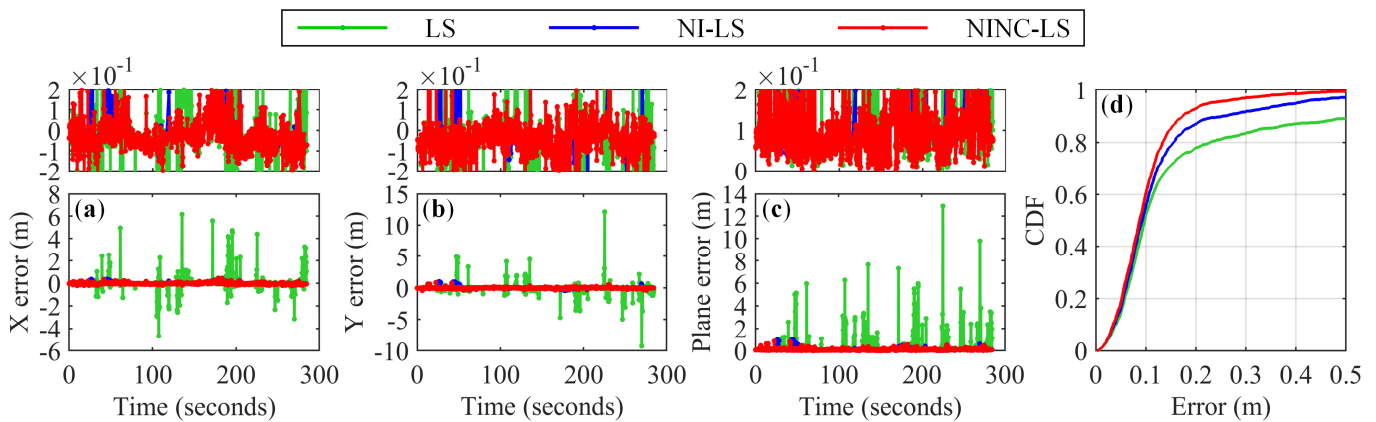 LS NI-LS NINC-LS
×10⁻¹ ×10⁻¹ ×10⁻¹
2 2 2 1
1 1 (d)
0 0 1 0.8
-1 -1
-2 -2 0 0.6
8 15 14
6 (a) 10 (b) 12 (c)
4 5 10
2 8 0.4
0 0 6
-2 -5 4 0.2
-4 2
-6 -10 0 0
X error (m) Y error (m) Plane error (m) CDF
0 100 200 300 0 100 200 300 0 100 200 300 0 0.1 0.2 0.3 0.4 0.5
Time (seconds) Time (seconds) Time (seconds) Error (m)